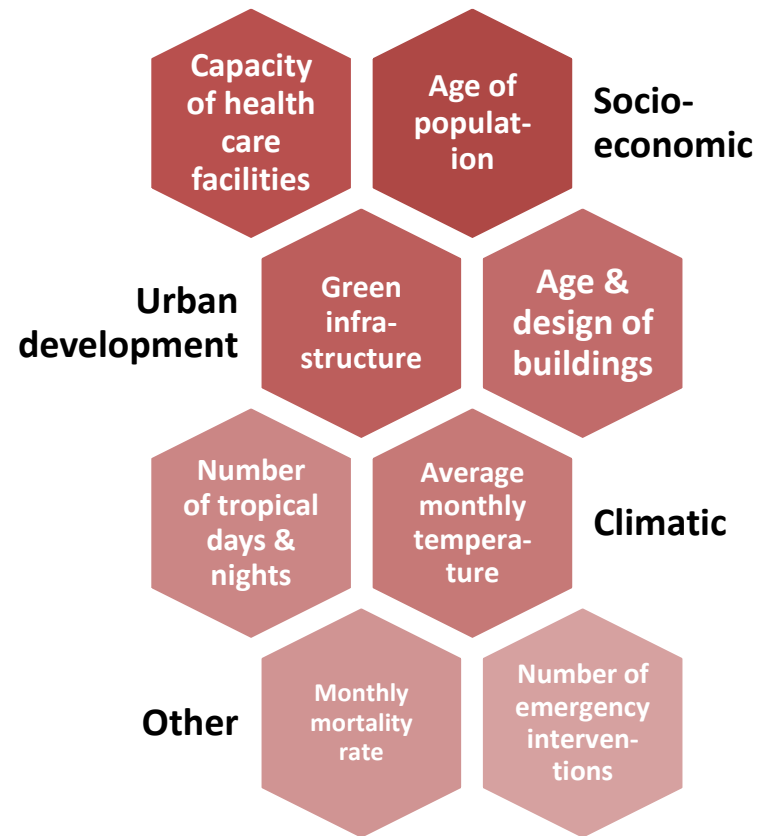 Capacity
of health
care
facilities
Age of
populat-
ion
Socio-
economic
Urban
development
Green
infra-
structure
Age &
design of
buildings
Number
of tropical
days &
nights
Average
monthly
tempera-
ture
Climatic
Other
Monthly
mortality
rate
Number of
emergency
interven-
tions